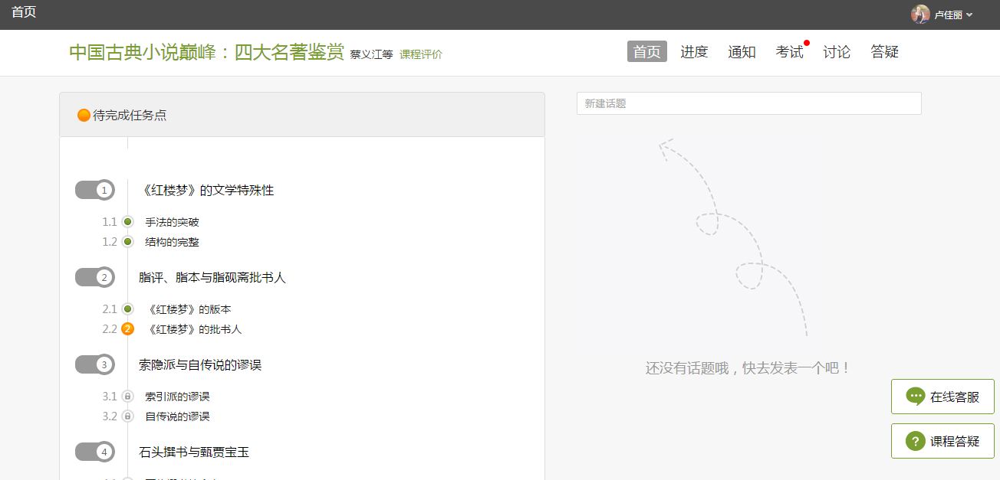 首页
卢佳丽
中国古典小说巅峰：四大名著鉴赏 蔡义江等 课程评价
首页 进度 通知 考试 讨论 答疑
待完成任务点
1 《红楼梦》的文学特殊性
1.1 手法的突破
1.2 结构的完整
2 脂评、脂本与脂砚斋批书人
2.1 《红楼梦》的版本
2.2 2 《红楼梦》的批书人
3 索隐派与自传说的谬误
3.1 索引派的谬误
3.2 自传说的谬误
4 石头撰书与甄贾宝玉
新建话题
还没有话题哦，快去发表一个吧！
在线客服
? 课程答疑